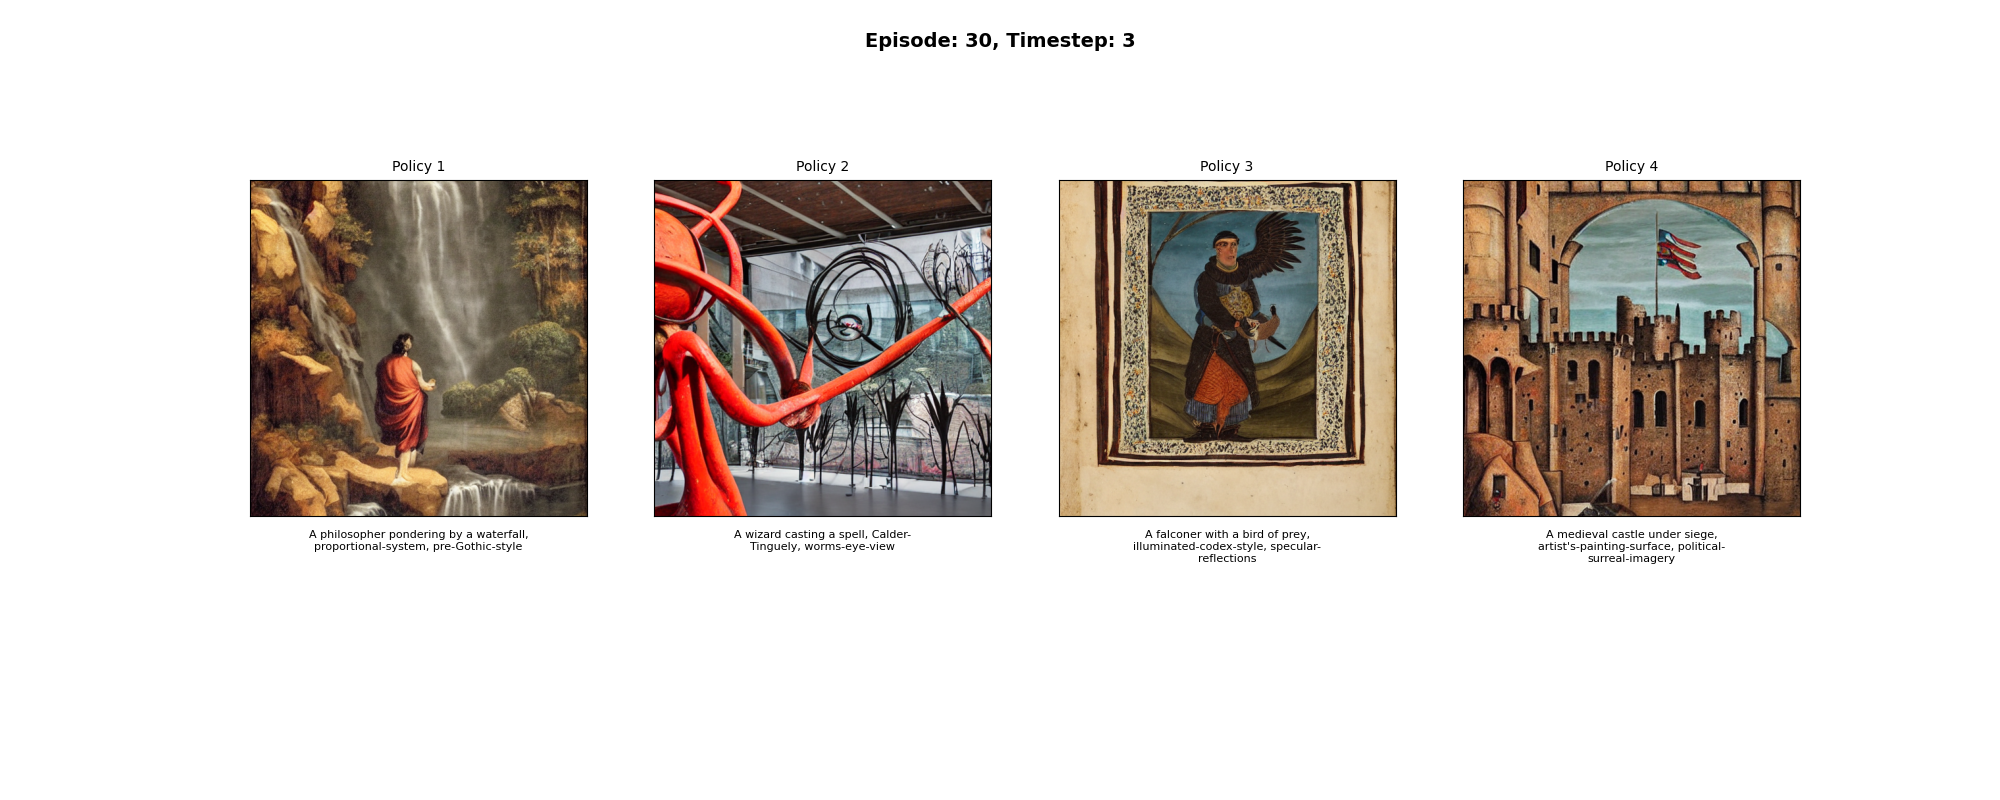 Episode: 30, Timestep: 3
Policy 1
Policy 2
Policy 3
Policy 4
A philosopher pondering by a waterfall,
proportional-system, pre-Gothic-style
A wizard casting a spell, Calder-
Tinguely, worms-eye-view
A falconer with a bird of prey,
illuminated-codex-style, specular-
reflections
A medieval castle under siege,
artist's-painting-surface, political-
surreal-imagery